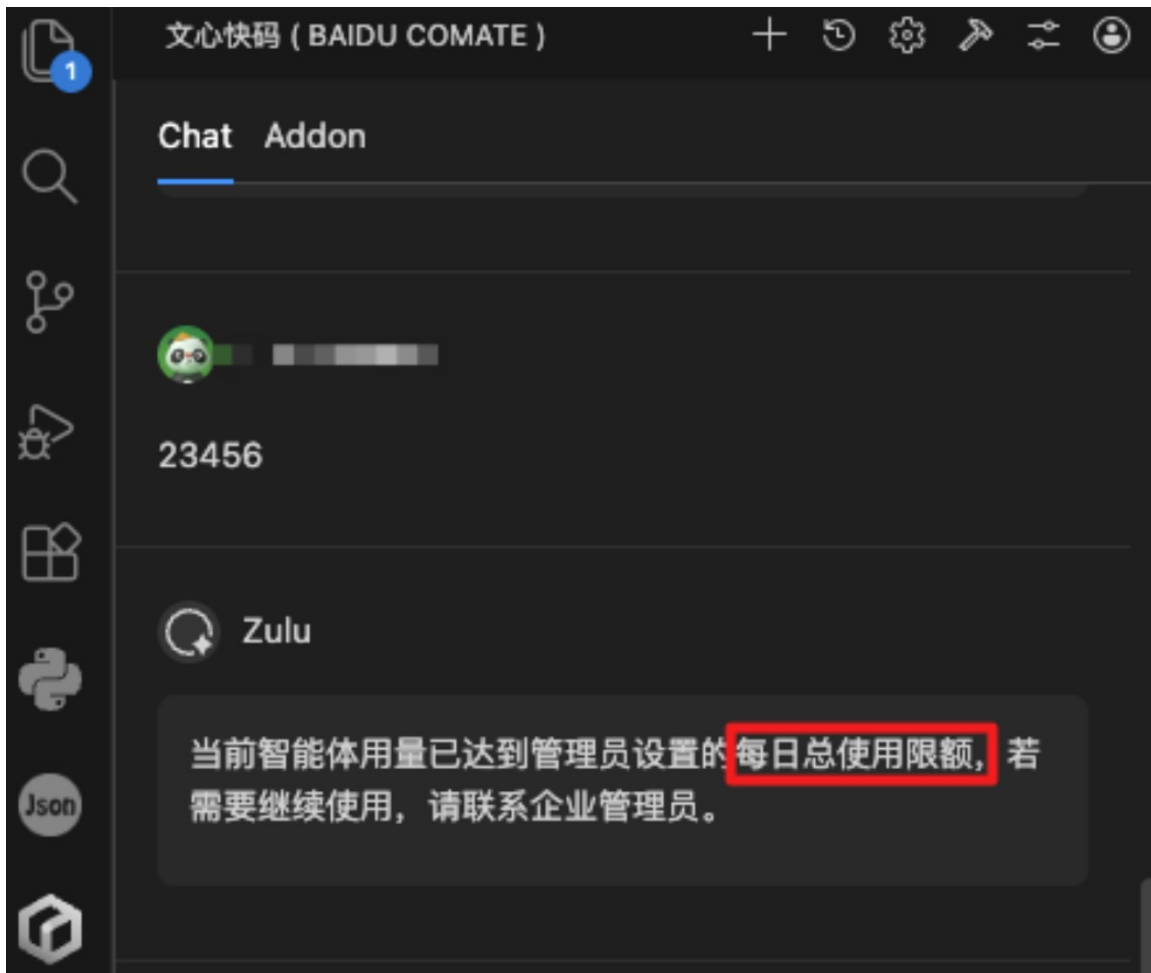 文心快码 ( BAIDU COMATE )
1
Chat Addon
23456
Zulu
当前智能体用量已达到管理员设置的每日总使用限额，若
需要继续使用，请联系企业管理员。
Json